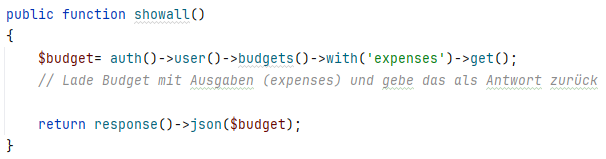 public function showall()
{
$budget= auth()->user()->budgets()->with('expenses')->get();
// Lade Budget mit Ausgaben (expenses) und gebe das als Antwort zurück
return response()->json($budget);
}